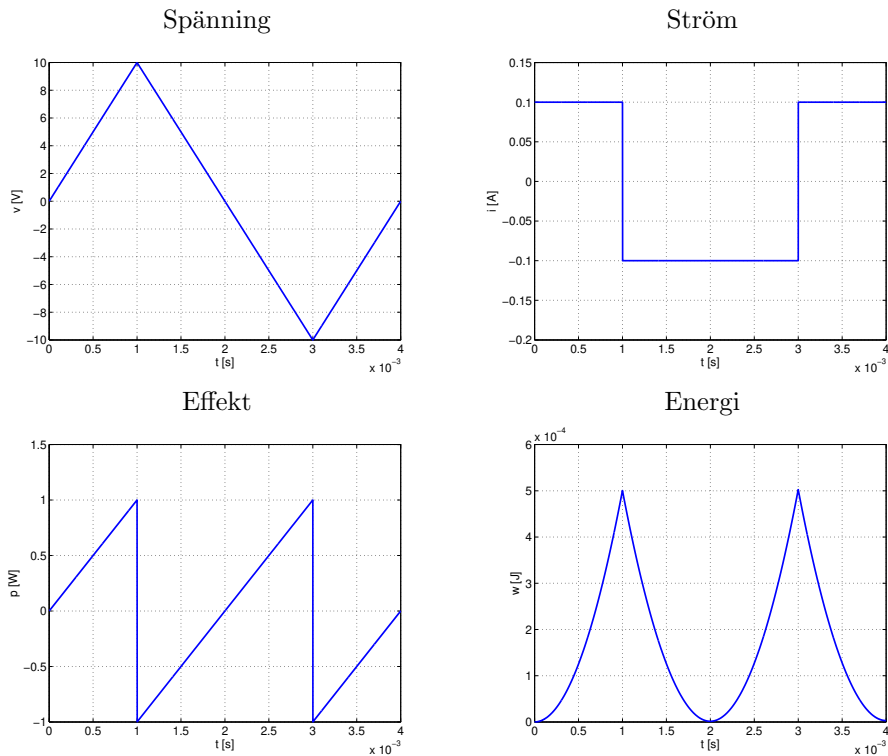 Spänning
10
8
6
4
2
0
−2
−4
−6
−8
−10
v [V]
0 0.5 1 1.5 2 2.5 3 3.5 4
t [s]
x 10⁻³
Ström
0.15
0.1
0.05
0
−0.05
−0.1
−0.15
−0.2
i [A]
0 0.5 1 1.5 2 2.5 3 3.5 4
t [s]
x 10⁻³
Effekt
1.5
1
0.5
0
−0.5
−1
p [W]
0 0.5 1 1.5 2 2.5 3 3.5 4
t [s]
x 10⁻³
Energi
x 10⁻⁴
6
5
4
3
2
1
0
w [J]
0 0.5 1 1.5 2 2.5 3 3.5 4
t [s]
x 10⁻³